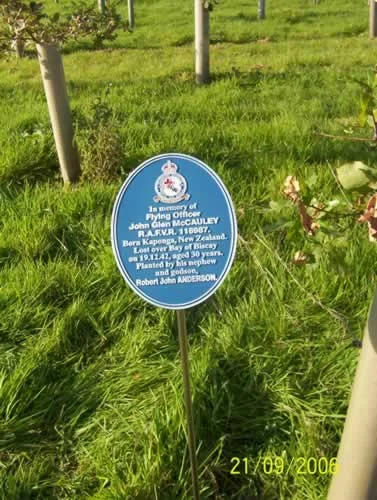 In memory of
Flying Officer
John Glen McCAULEY
R.A.F.V.R. 118987.
Born Kaponga, New Zealand.
Lost over Bay of Biscay
on 19.12.42, aged 30 years.
Planted by his nephew
and godson,
Robert John ANDERSON.
21/09/2006